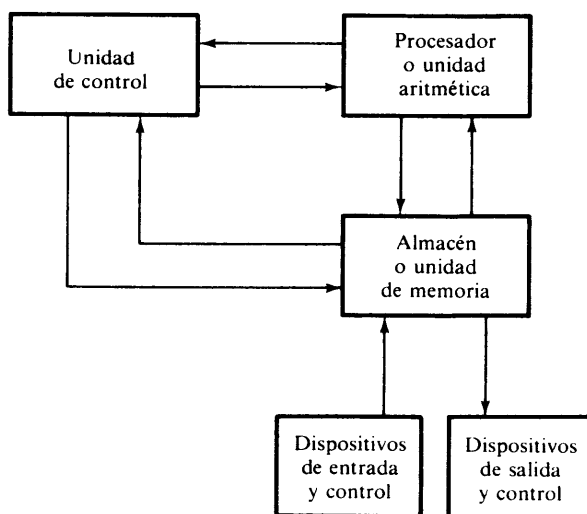 Unidad
de control
Procesador
o unidad
aritmética
Almacén
o unidad
de memoria
Dispositivos
de entrada
y control
Dispositivos
de salida
y control